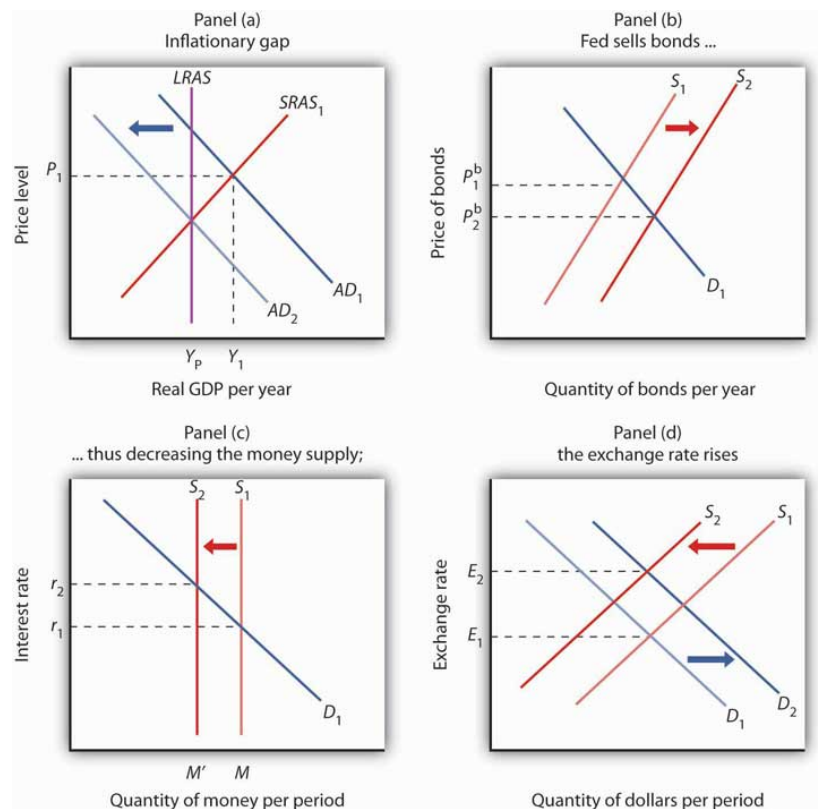 Panel (a)
Inflationary gap
LRAS
SRAS₁
P₁
Price level
AD₁
AD₂
Y_P Y₁
Real GDP per year
Panel (b)
Fed sells bonds ...
S₁ S₂
P₁ᵇ
P₂ᵇ
Price of bonds
D₁
Quantity of bonds per year
Panel (c)
... thus decreasing the money supply;
S₂ S₁
r₂
r₁
Interest rate
D₁
M′ M
Quantity of money per period
Panel (d)
the exchange rate rises
S₂ S₁
E₂
E₁
Exchange rate
D₁ D₂
Quantity of dollars per period